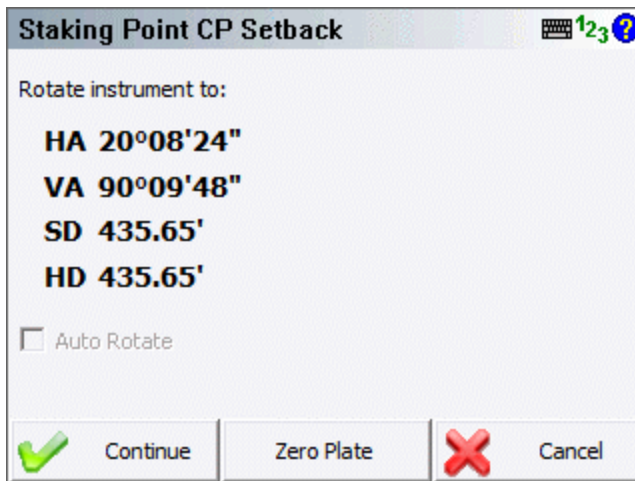 Staking Point CP Setback 123 ?
Rotate instrument to:
HA 20°08'24"
VA 90°09'48"
SD 435.65'
HD 435.65'
Auto Rotate
Continue Zero Plate Cancel